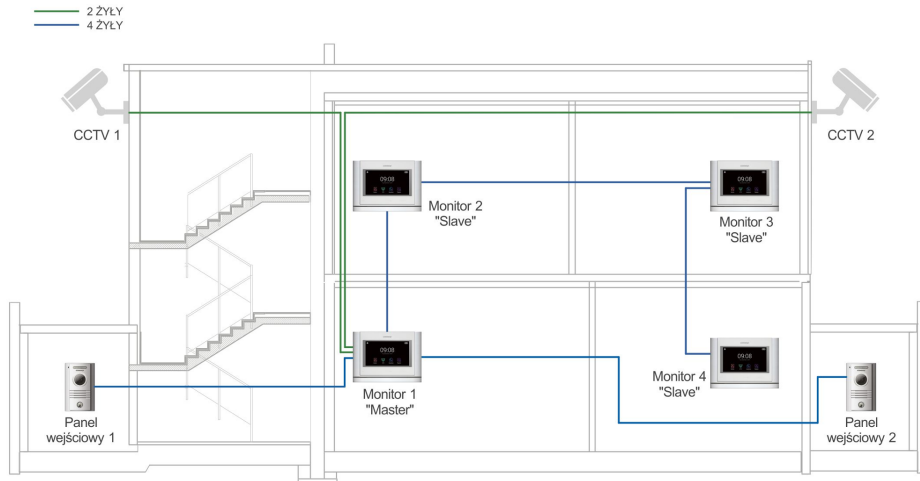 2 ŻYŁY
4 ŻYŁY
CCTV 1
CCTV 2
09:08
Monitor 2
"Slave"
09:08
Monitor 3
"Slave"
09:08
Monitor 1
"Master"
09:08
Monitor 4
"Slave"
Panel
wejściowy 1
Panel
wejściowy 2